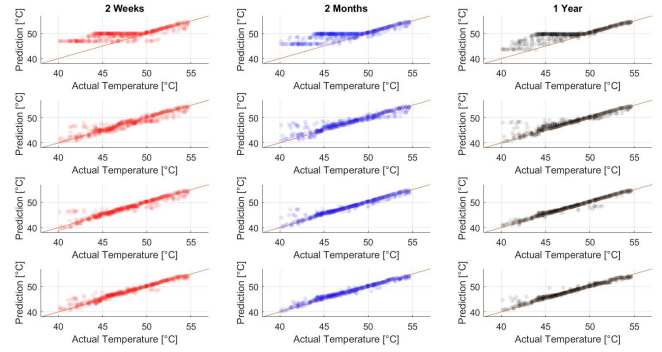 2 Weeks 2 Months 1 Year
Prediction [°C] Prediction [°C] Prediction [°C]
50 50 50
40 40 40
40 45 50 55 40 45 50 55 40 45 50 55
Actual Temperature [°C] Actual Temperature [°C] Actual Temperature [°C]
Prediction [°C] Prediction [°C] Prediction [°C]
50 50 50
40 40 40
40 45 50 55 40 45 50 55 40 45 50 55
Actual Temperature [°C] Actual Temperature [°C] Actual Temperature [°C]
Prediction [°C] Prediction [°C] Prediction [°C]
50 50 50
40 40 40
40 45 50 55 40 45 50 55 40 45 50 55
Actual Temperature [°C] Actual Temperature [°C] Actual Temperature [°C]
Prediction [°C] Prediction [°C] Prediction [°C]
50 50 50
40 40 40
40 45 50 55 40 45 50 55 40 45 50 55
Actual Temperature [°C] Actual Temperature [°C] Actual Temperature [°C]